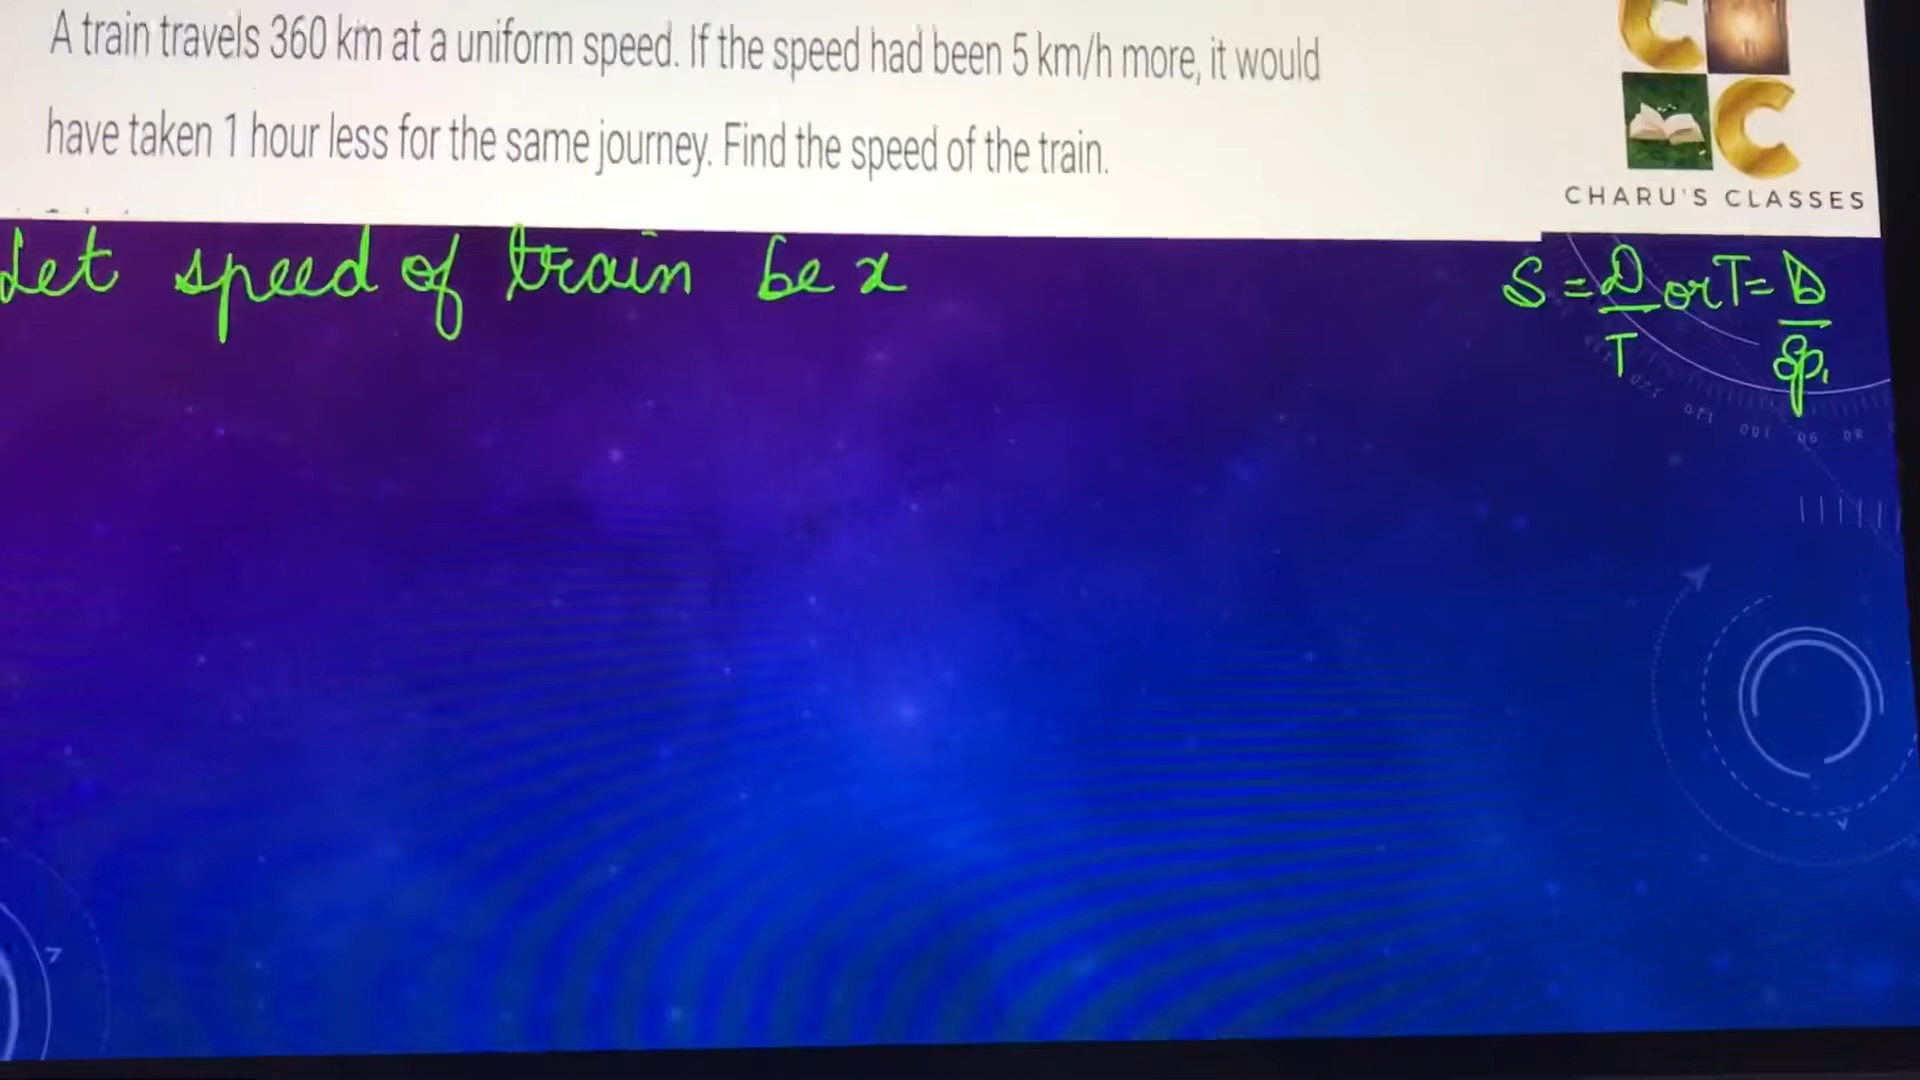 A train travels 360 km at a uniform speed. If the speed had been 5 km/h more, it would
have taken 1 hour less for the same journey. Find the speed of the train.
CHARU'S CLASSES
Let speed of train be x
S = D/T or T = D/Sp.